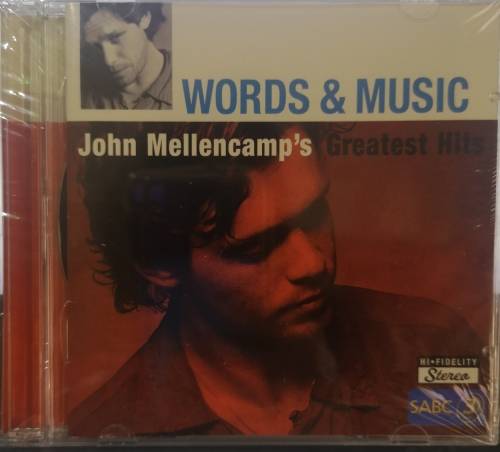 WORDS & MUSIC
John Mellencamp's Greatest Hits
HI•FIDELITY
Stereo
SABC